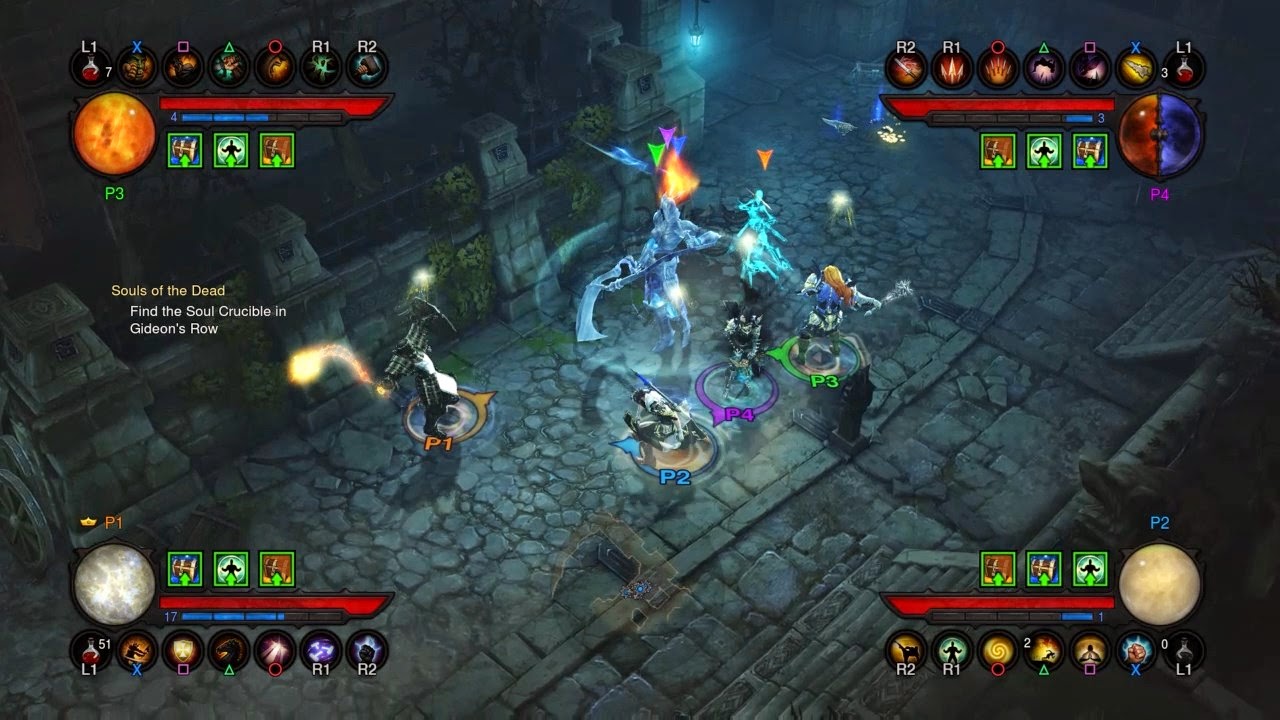 L1 X □ △ ○ R1 R2
R2 R1 ○ △ □ X L1
7
3
4
3
P3
P4
Souls of the Dead
Find the Soul Crucible in
Gideon's Row
P3
P4
P1
P2
P1
P2
17
1
51
2
0
L1 X □ △ ○ R1 R2
R2 R1 ○ △ □ X L1